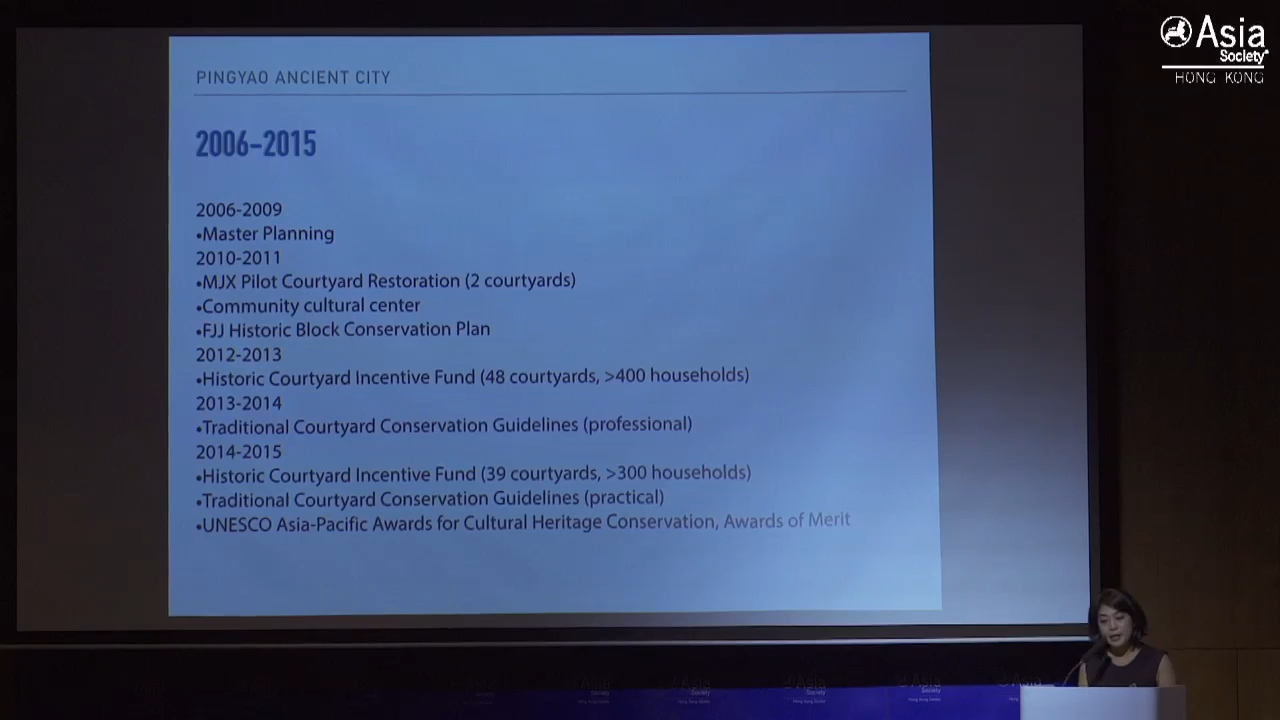 Asia
Society
HONG KONG
PINGYAO ANCIENT CITY
2006–2015
2006-2009
•Master Planning
2010-2011
•MJX Pilot Courtyard Restoration (2 courtyards)
•Community cultural center
•FJJ Historic Block Conservation Plan
2012-2013
•Historic Courtyard Incentive Fund (48 courtyards, >400 households)
2013-2014
•Traditional Courtyard Conservation Guidelines (professional)
2014-2015
•Historic Courtyard Incentive Fund (39 courtyards, >300 households)
•Traditional Courtyard Conservation Guidelines (practical)
•UNESCO Asia-Pacific Awards for Cultural Heritage Conservation, Awards of Merit